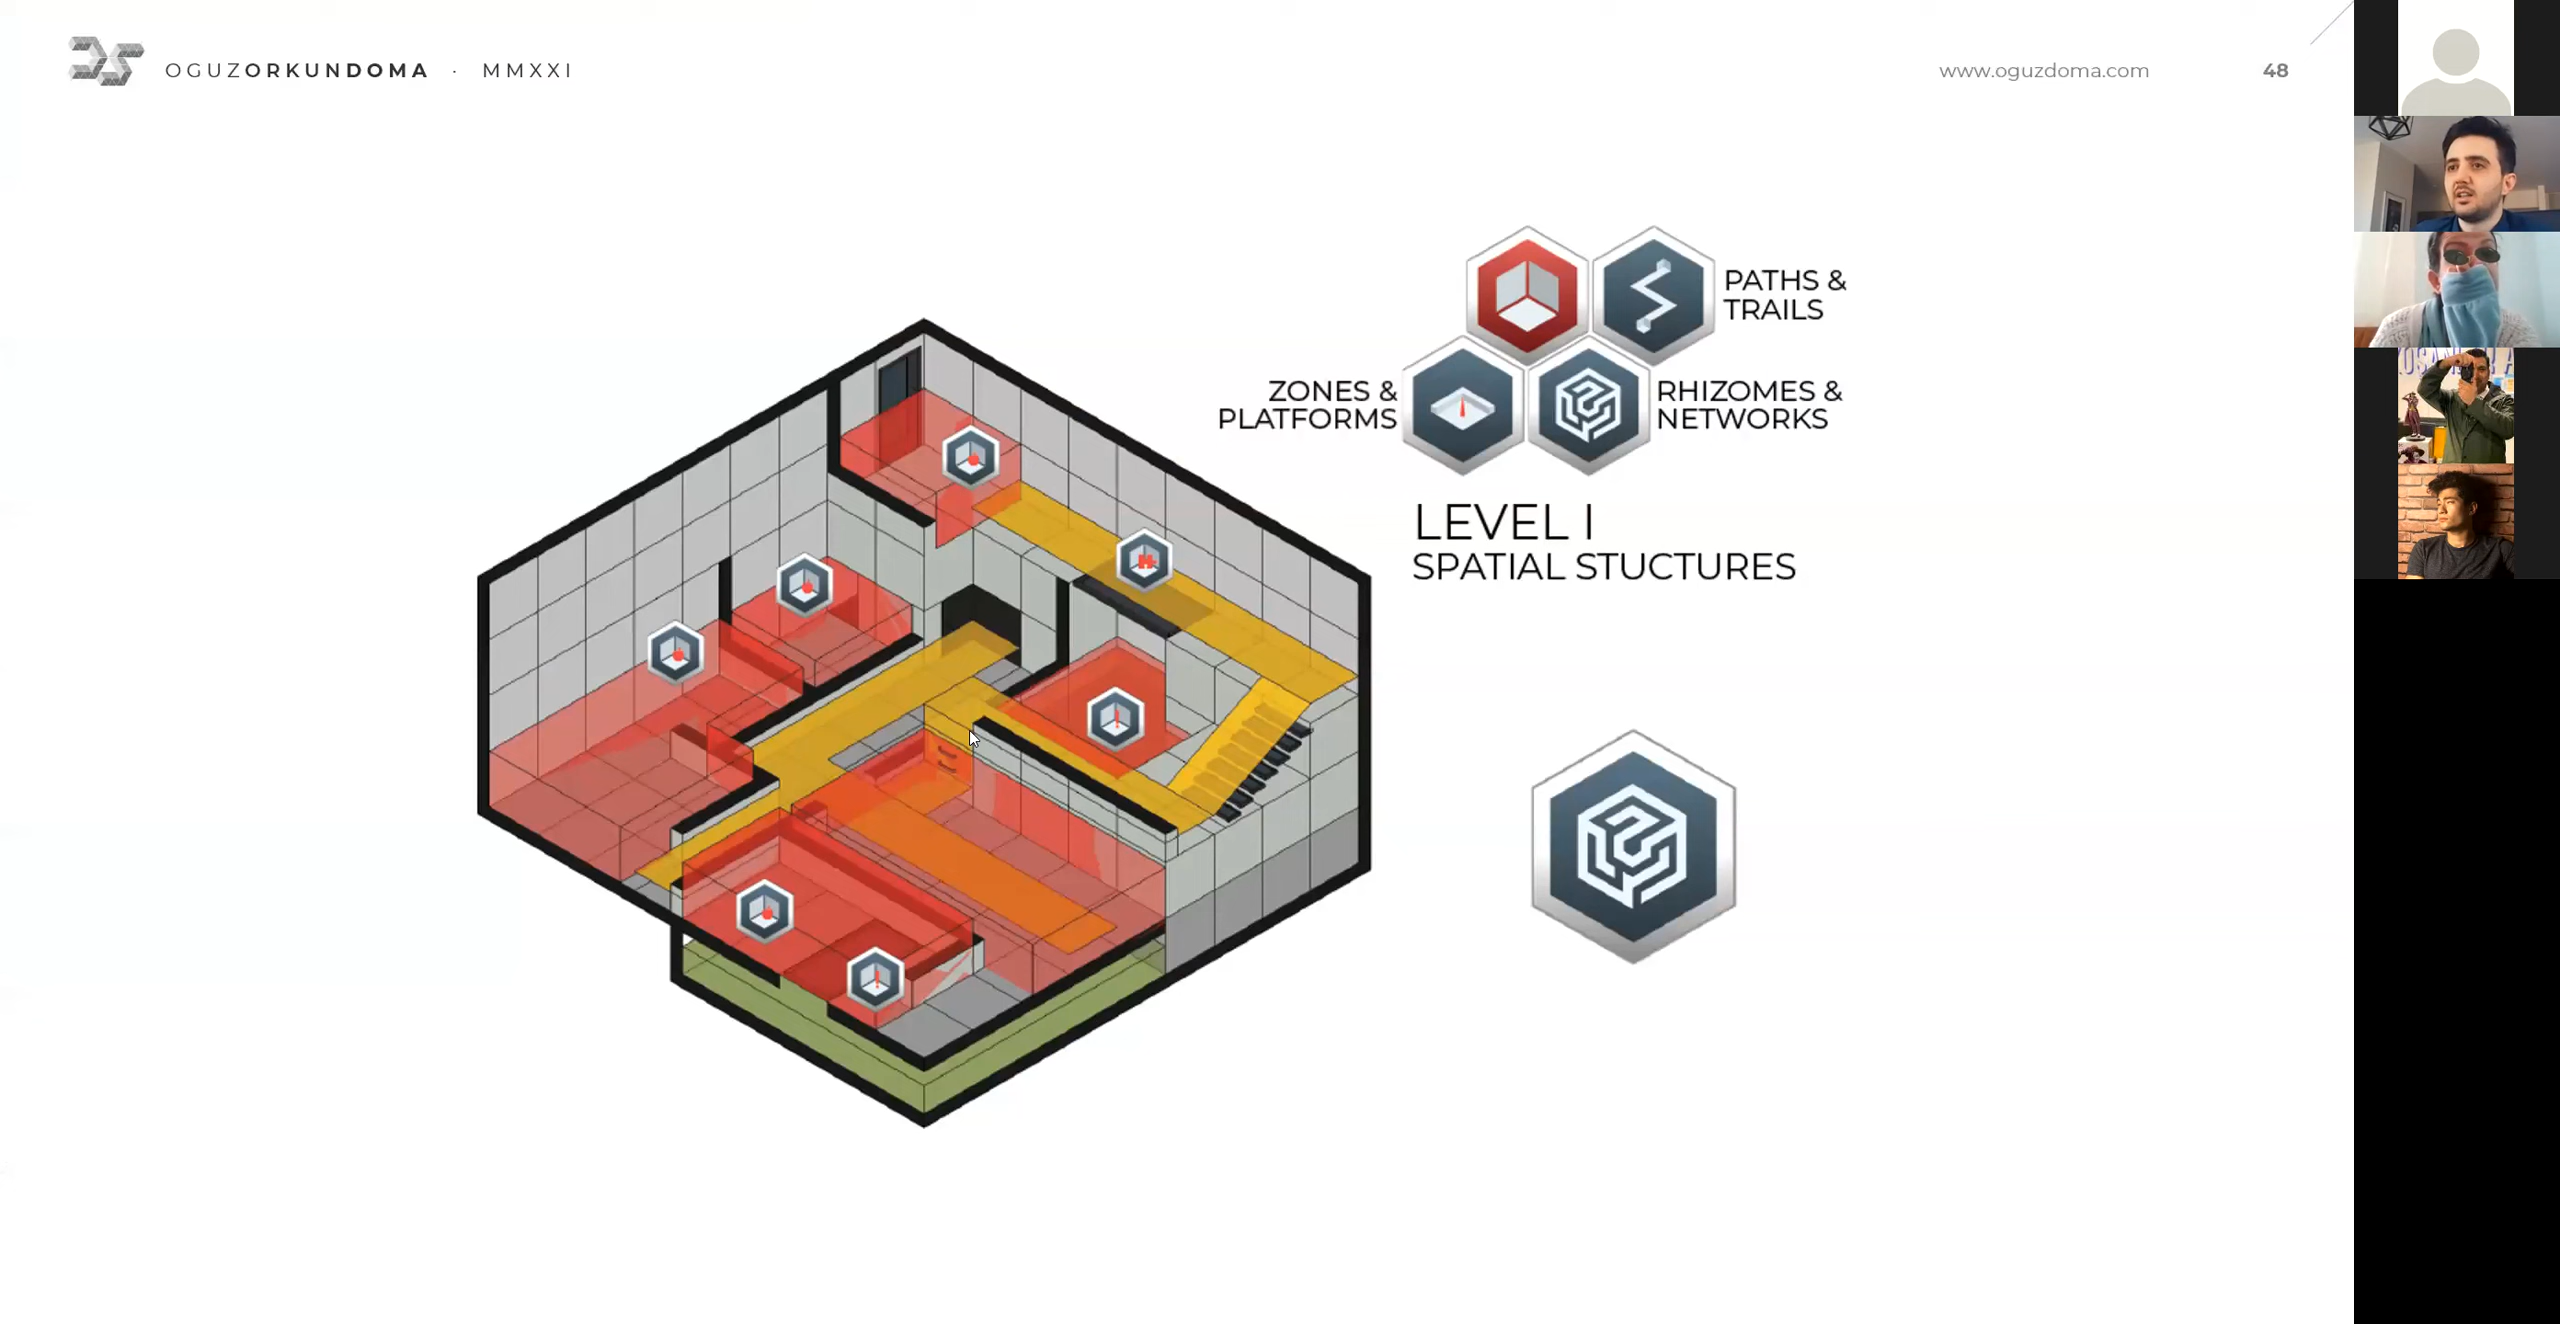 OGUZORKUNDOMA · MMXXI
www.oguzdoma.com
48
PATHS &
TRAILS
ZONES &
PLATFORMS
RHIZOMES &
NETWORKS
LEVEL I
SPATIAL STUCTURES